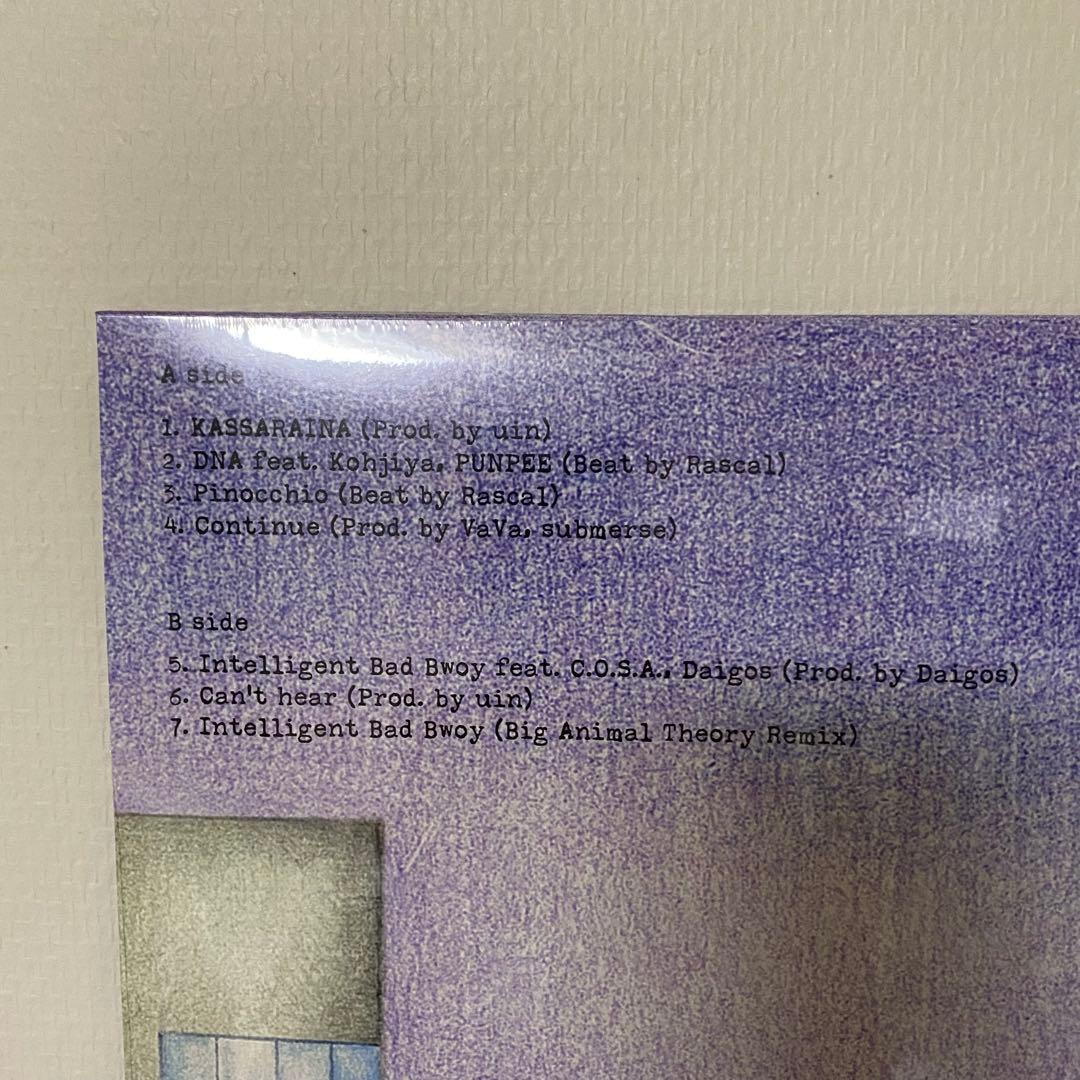 A side
1. KASSARAINA (Prod. by uin)
2. DNA feat. Kohjiya, PUNPEE (Beat by Rascal)
3. Pinocchio (Beat by Rascal)
4. Continue (Prod. by VaVa, submerse)
B side
5. Intelligent Bad Bwoy feat. C.O.S.A., Daigos (Prod. by Daigos)
6. Can't hear (Prod. by uin)
7. Intelligent Bad Bwoy (Big Animal Theory Remix)